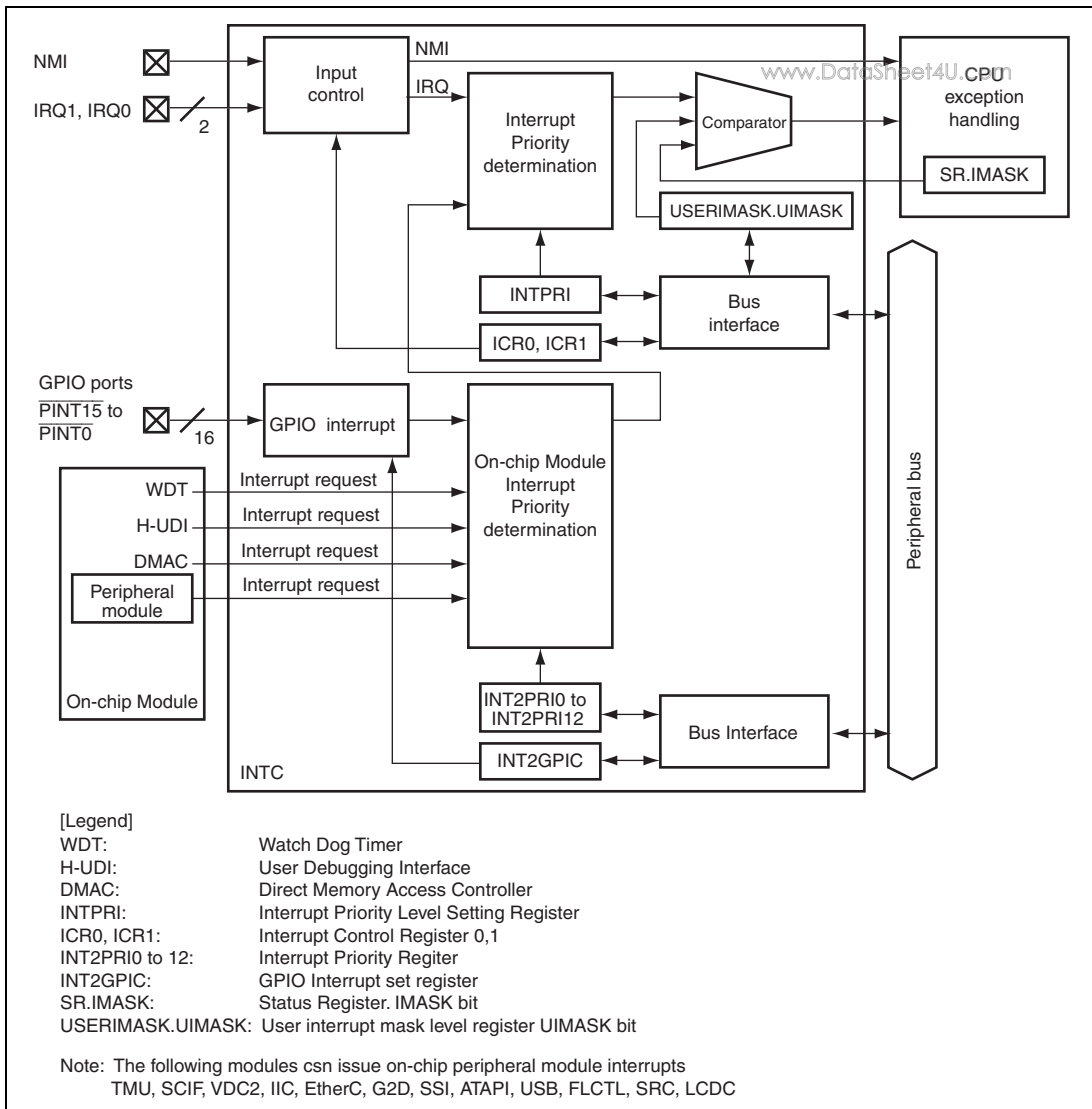 NMI
IRQ1, IRQ0
2
Input
control
NMI
IRQ
Interrupt
Priority
determination
Comparator
www.DataSheet4U.com
CPU
exception
handling
SR.IMASK
USERIMASK.UIMASK
INTPRI
ICR0, ICR1
Bus
interface
Peripheral bus
GPIO ports
PINT15 to
PINT0
16
GPIO interrupt
On-chip Module
Interrupt
Priority
determination
WDT
Interrupt request
H-UDI
Interrupt request
DMAC
Interrupt request
Peripheral
module
Interrupt request
On-chip Module
INT2PRI0 to
INT2PRI12
INT2GPIC
Bus Interface
INTC
[Legend]
WDT: Watch Dog Timer
H-UDI: User Debugging Interface
DMAC: Direct Memory Access Controller
INTPRI: Interrupt Priority Level Setting Register
ICR0, ICR1: Interrupt Control Register 0,1
INT2PRI0 to 12: Interrupt Priority Regiter
INT2GPIC: GPIO Interrupt set register
SR.IMASK: Status Register. IMASK bit
USERIMASK.UIMASK: User interrupt mask level register UIMASK bit
Note: The following modules csn issue on-chip peripheral module interrupts
TMU, SCIF, VDC2, IIC, EtherC, G2D, SSI, ATAPI, USB, FLCTL, SRC, LCDC